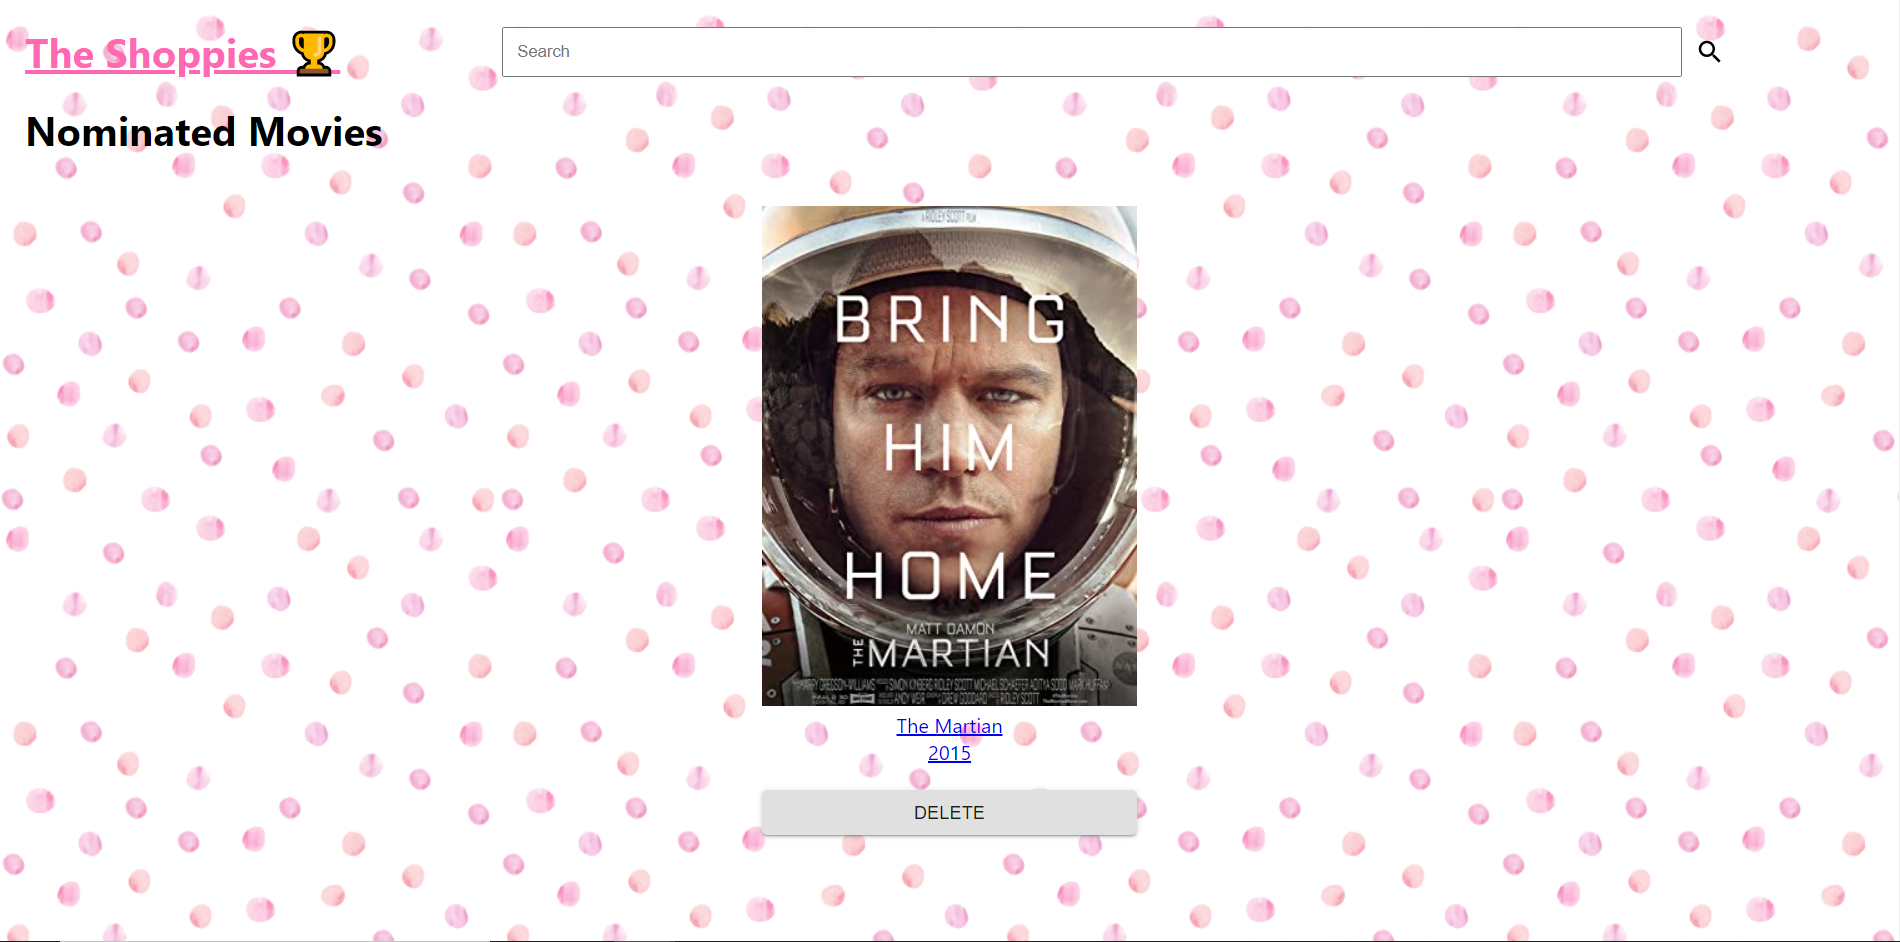 The Shoppies 🏆
Search
Nominated Movies
A RIDLEY SCOTT FILM
BRING
HIM
HOME
MATT DAMON
THE MARTIAN
The Martian
2015
DELETE